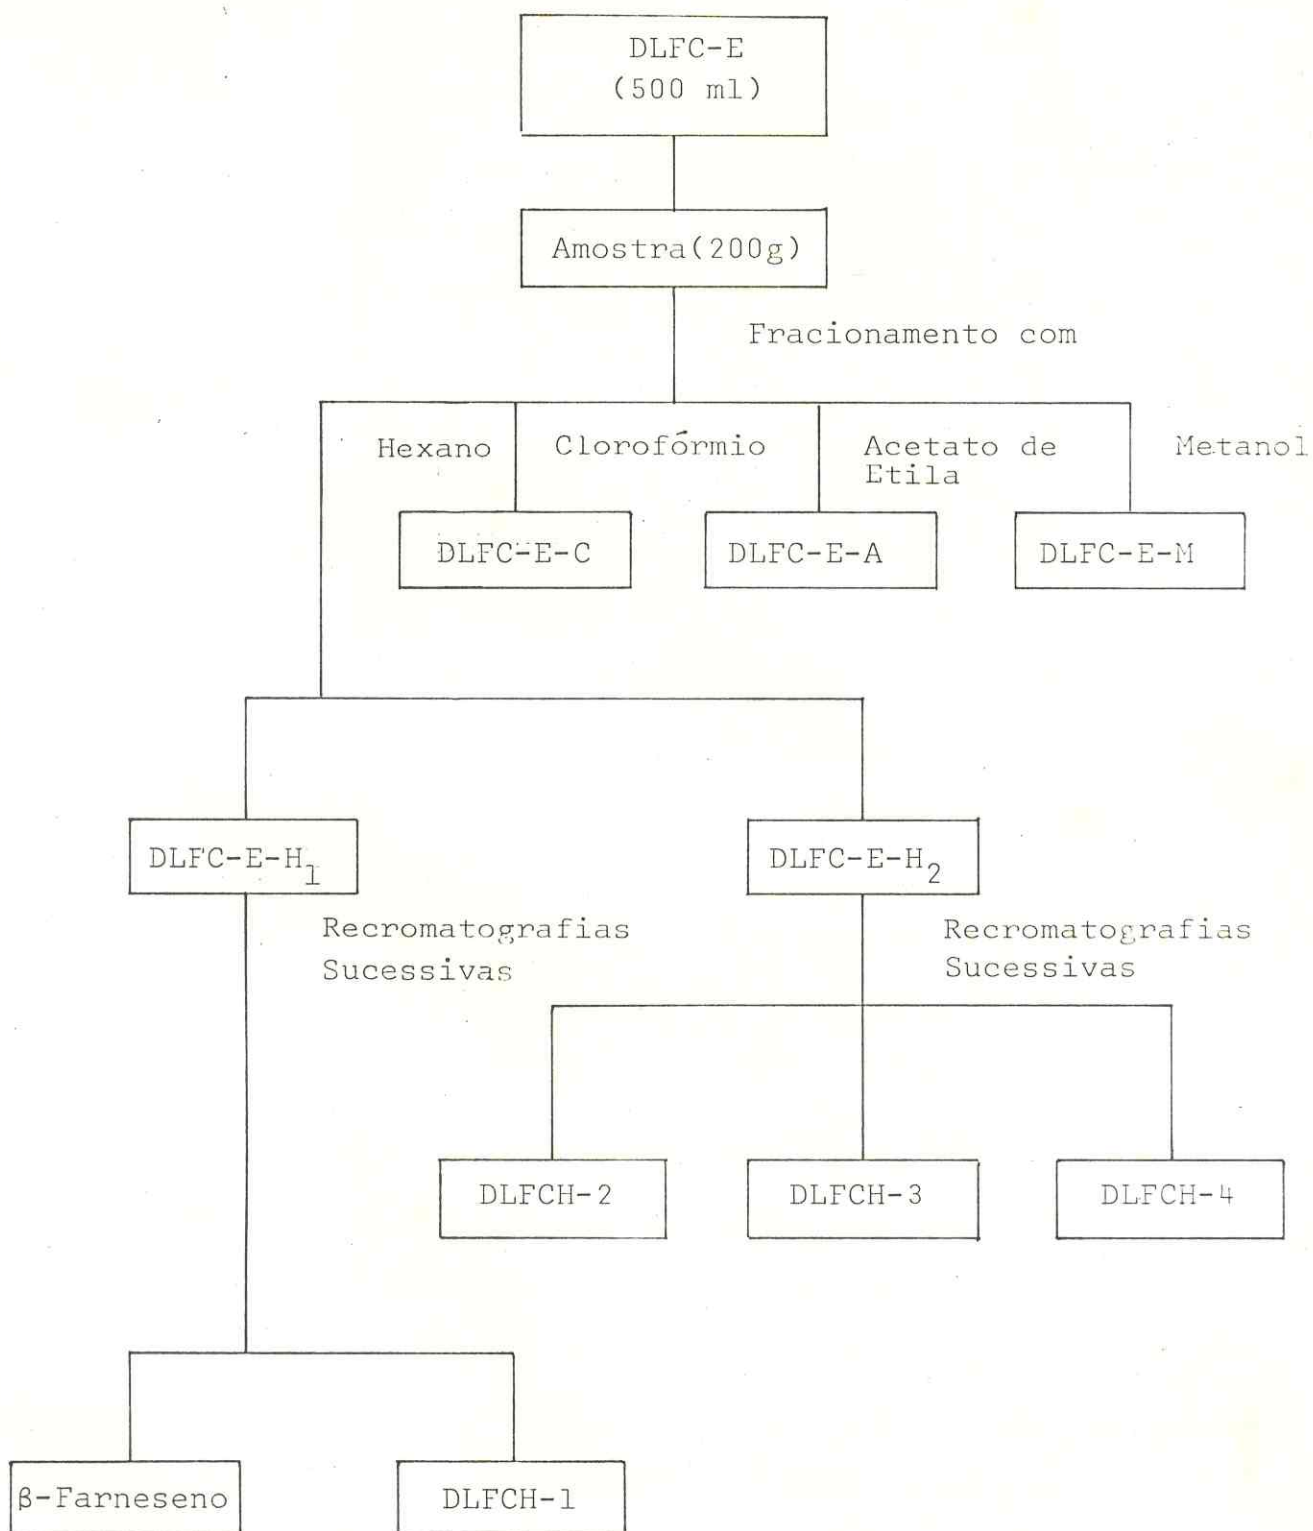 DLFC-E
(500 ml)
Amostra(200g)
Fracionamento com
Hexano
Clorofórmio
Acetato de
Etila
Metanol
DLFC-E-C
DLFC-E-A
DLFC-E-M
DLFC-E-H₁
DLFC-E-H₂
Recromatografias
Sucessivas
Recromatografias
Sucessivas
DLFCH-2
DLFCH-3
DLFCH-4
β-Farneseno
DLFCH-1